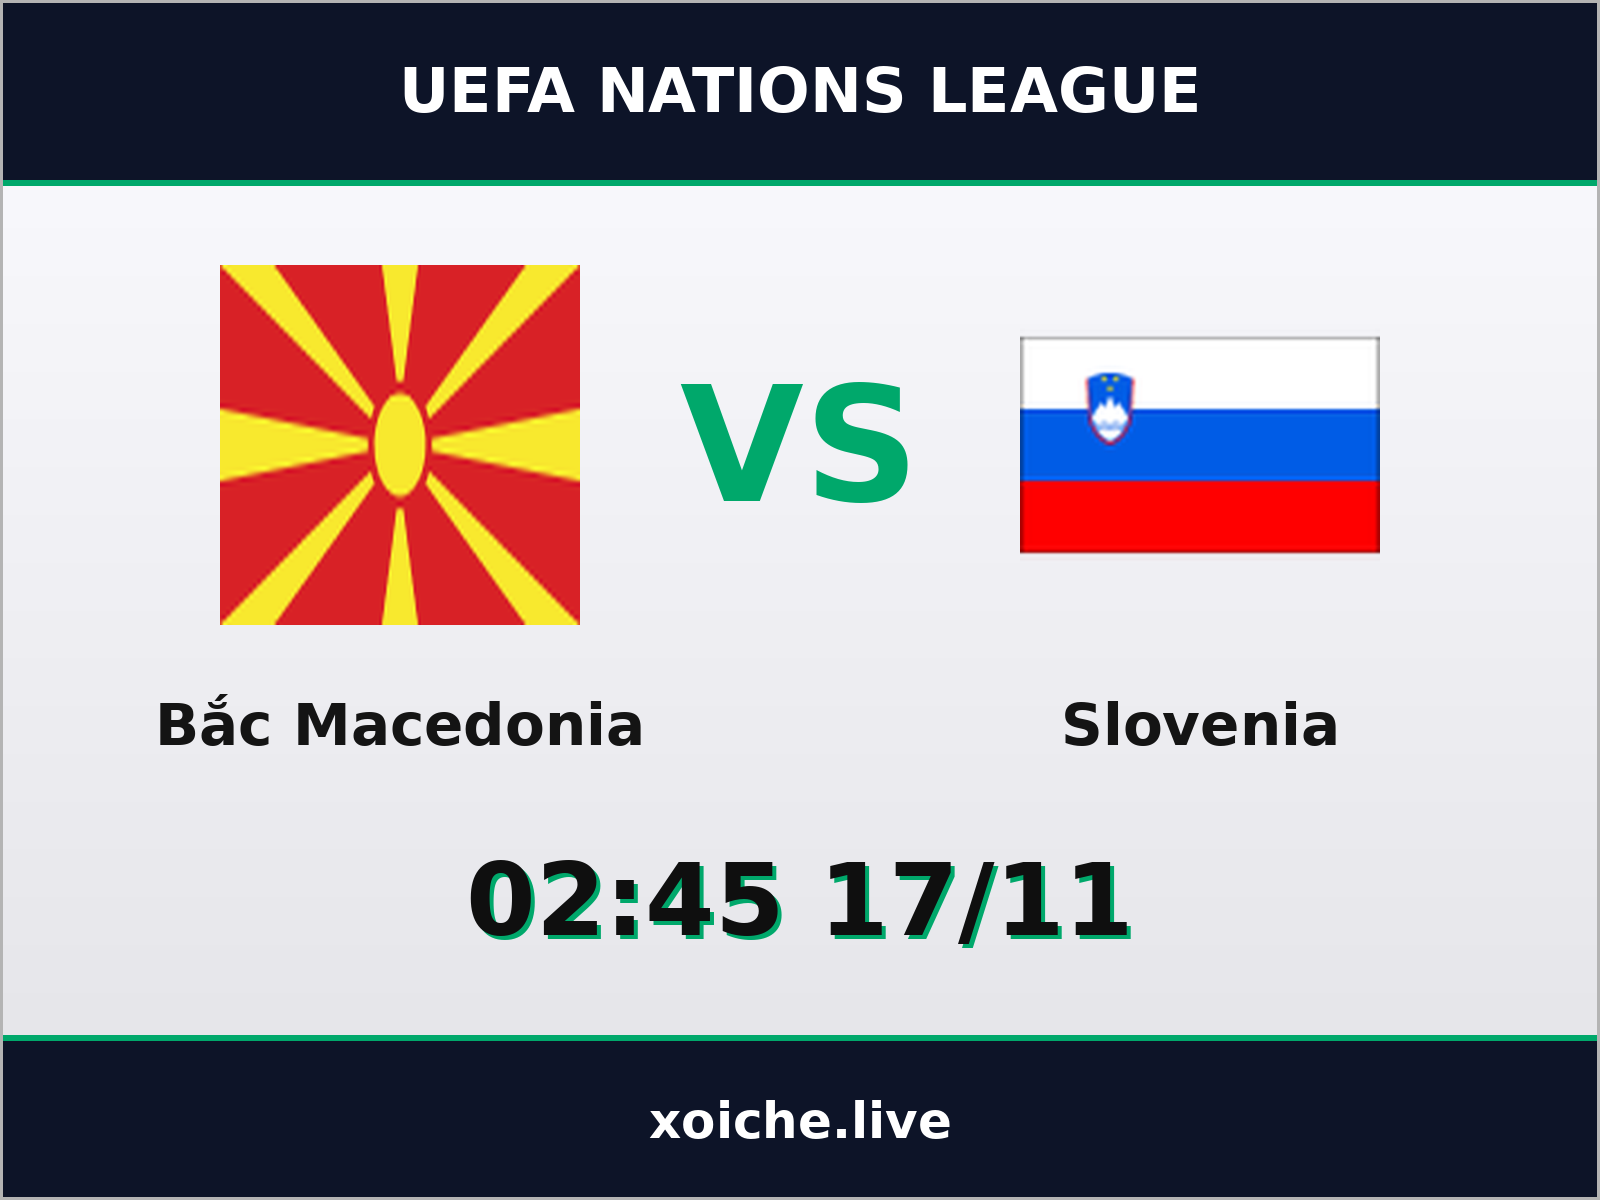 UEFA NATIONS LEAGUE
VS
Bắc Macedonia
Slovenia
02:45 17/11
xoiche.live